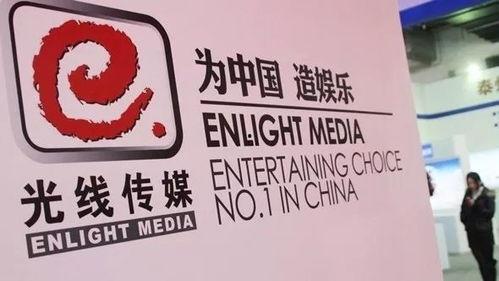 光线传媒
ENLIGHT MEDIA
为中国 造娱乐
ENLIGHT MEDIA
ENTERTAINING CHOICE
NO.1 IN CHINA